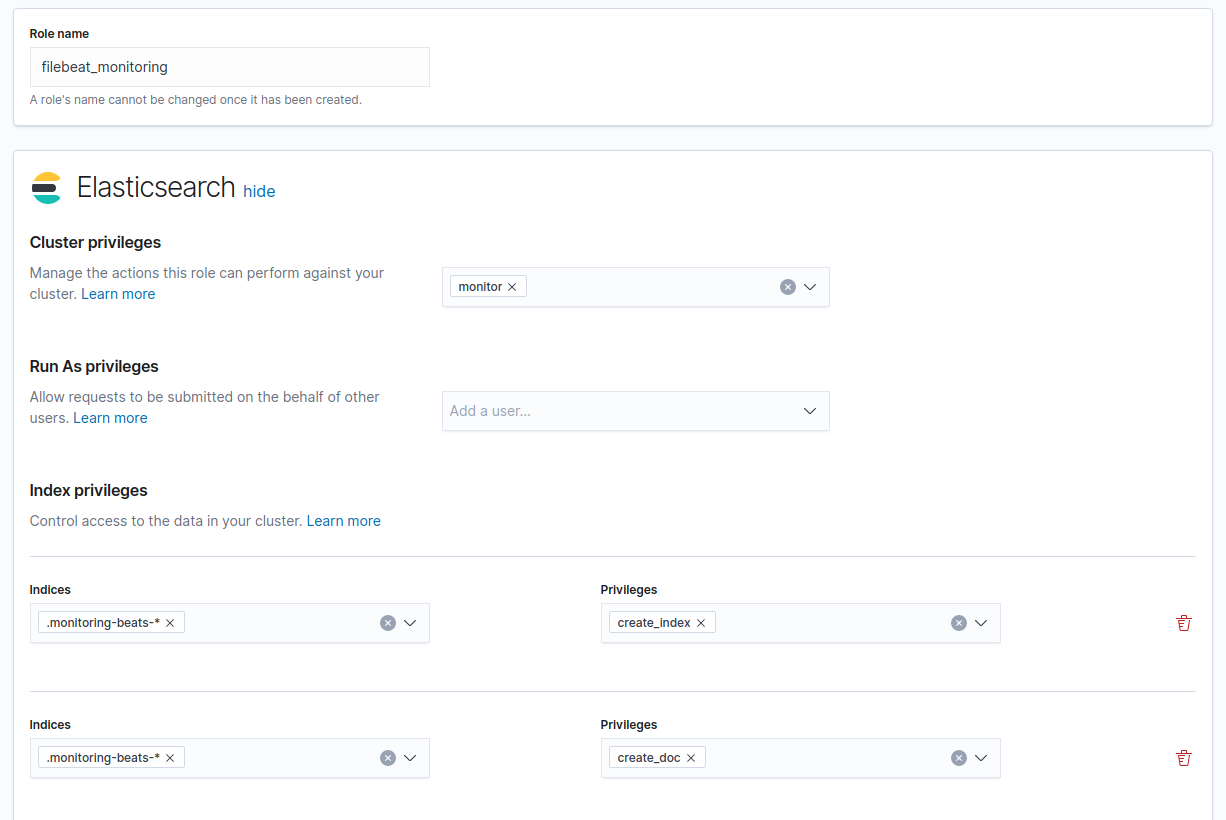 Role name
filebeat_monitoring
A role's name cannot be changed once it has been created.
Elasticsearch hide
Cluster privileges
Manage the actions this role can perform against your
cluster. Learn more
monitor
Run As privileges
Allow requests to be submitted on the behalf of other
users. Learn more
Add a user...
Index privileges
Control access to the data in your cluster. Learn more
Indices
Privileges
.monitoring-beats-*
create_index
Indices
Privileges
.monitoring-beats-*
create_doc